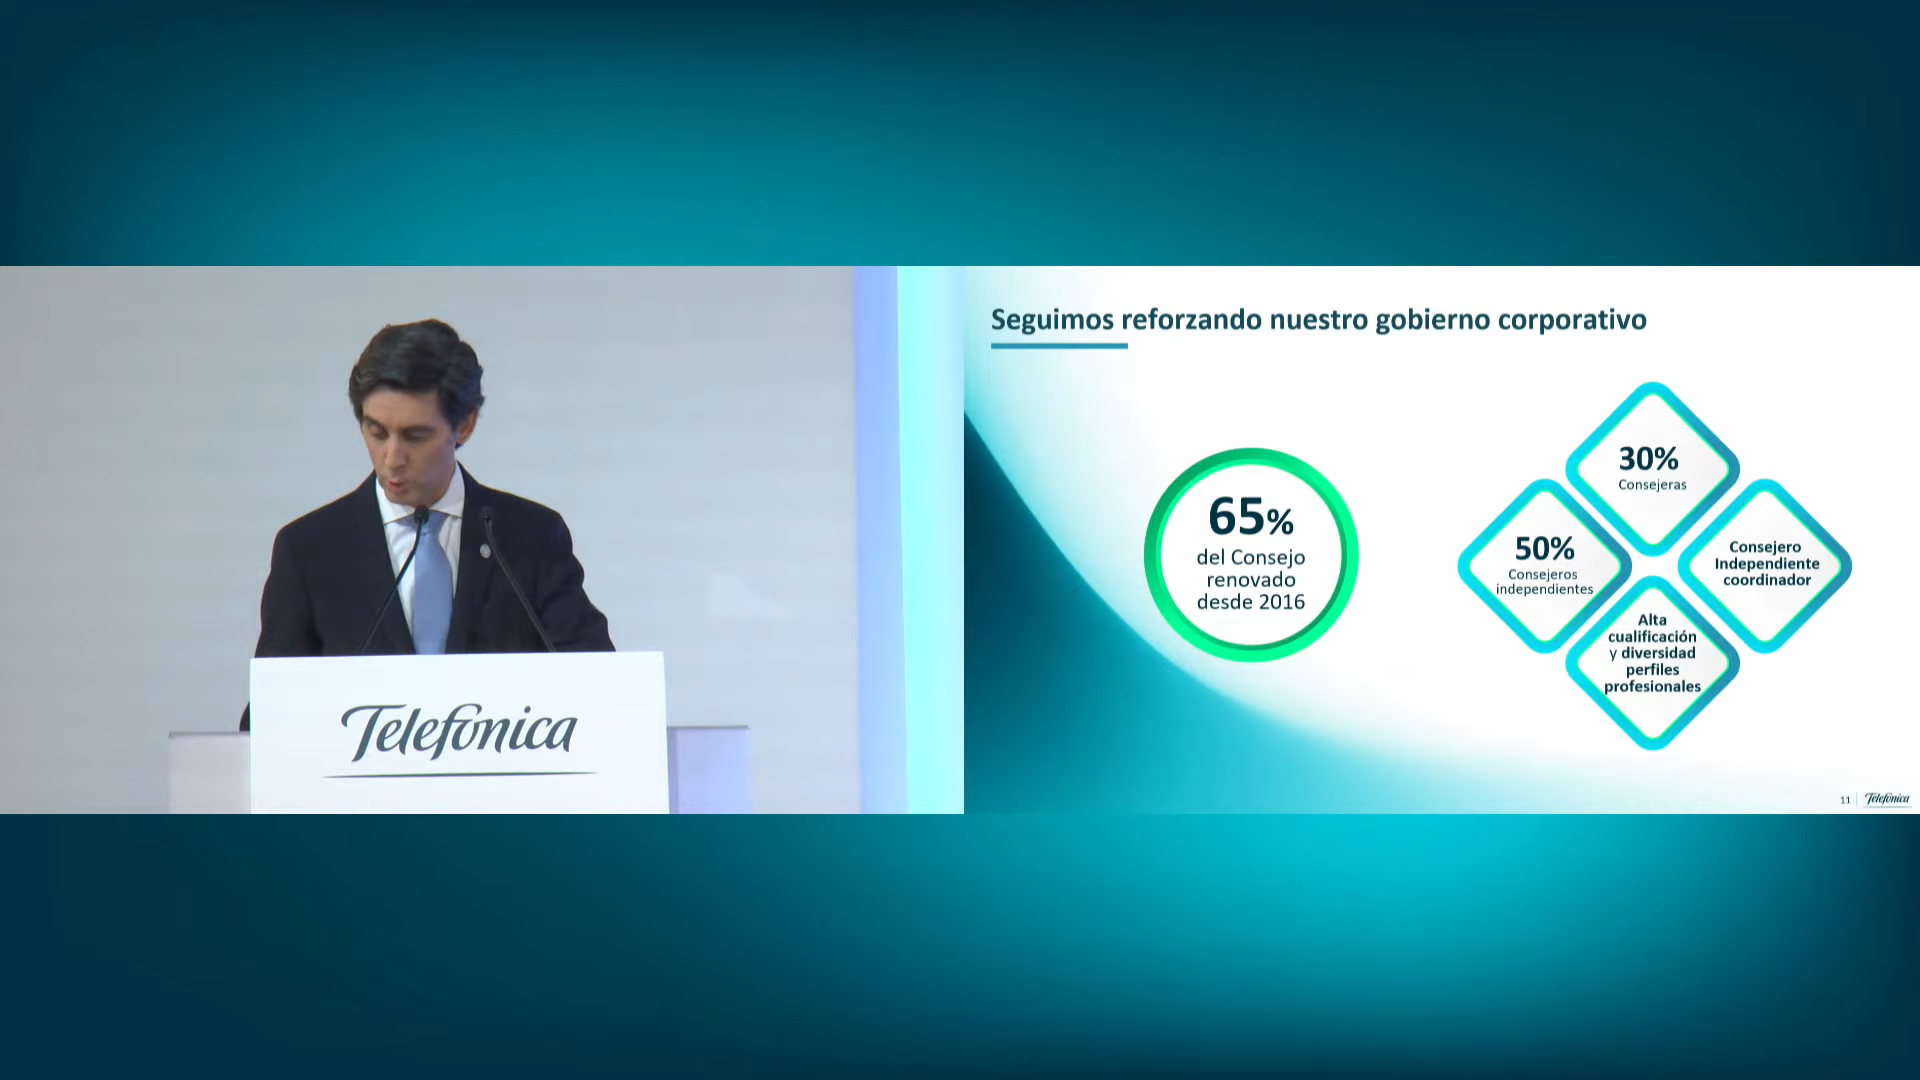 Telefónica
Seguimos reforzando nuestro gobierno corporativo
65%
del Consejo
renovado
desde 2016
30%
Consejeras
50%
Consejeros
independientes
Consejero
Independiente
coordinador
Alta
cualificación
y diversidad
perfiles
profesionales
11
Telefónica